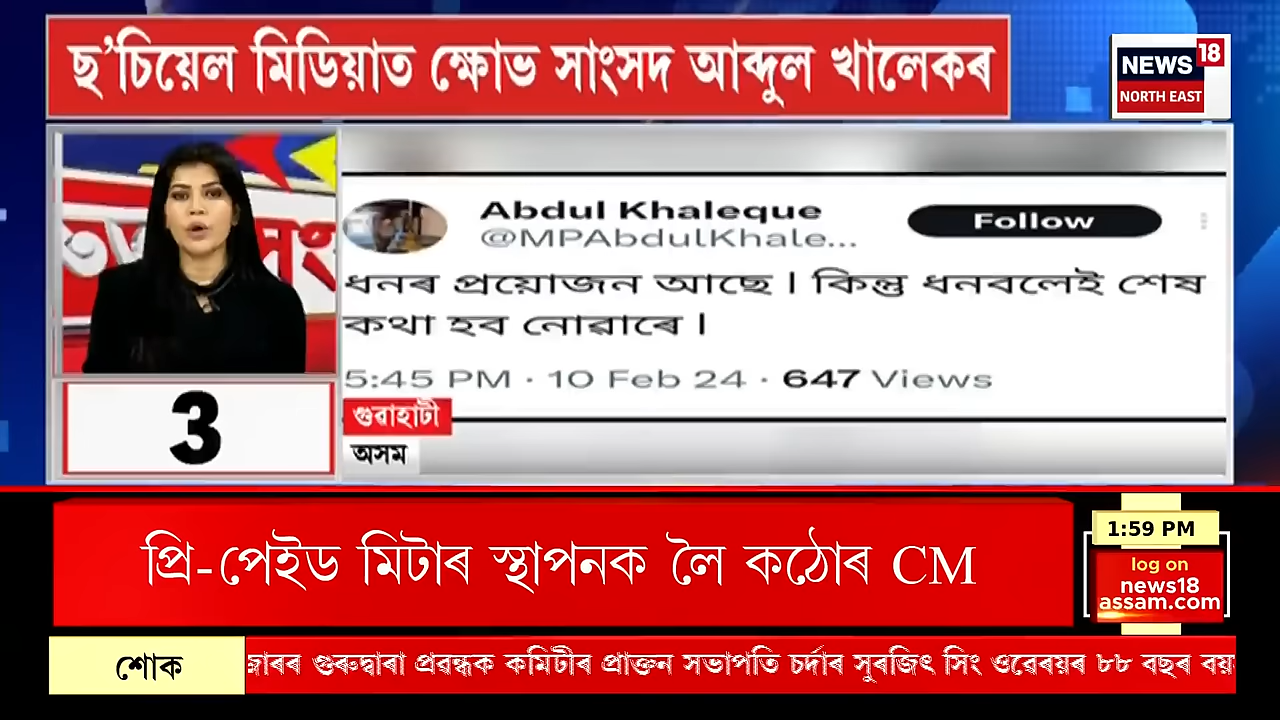 ছ’চিয়েল মিডিয়াত ক্ষোভ সাংসদ আব্দুল খালেকৰ
NEWS 18
NORTH EAST
Abdul Khaleque
Follow
@MPAbdulKhale...
ধনৰ প্ৰয়োজন আছে। কিন্তু ধনবলেই শেষ
কথা হব নোৱাৰে।
5:45 PM · 10 Feb 24 · 647 Views
3
গুৱাহাটী
অসম
প্ৰি-পেইড মিটাৰ স্থাপনক লৈ কঠোৰ CM
1:59 PM
log on
news18
assam.com
শোক
গুৰুদ্বাৰা প্ৰৱন্ধক কমিটীৰ প্ৰাক্তন সভাপতি চৰ্দাৰ সুৰজিৎ সিং ওৱেৰয়ৰ ৮৮ বছৰ